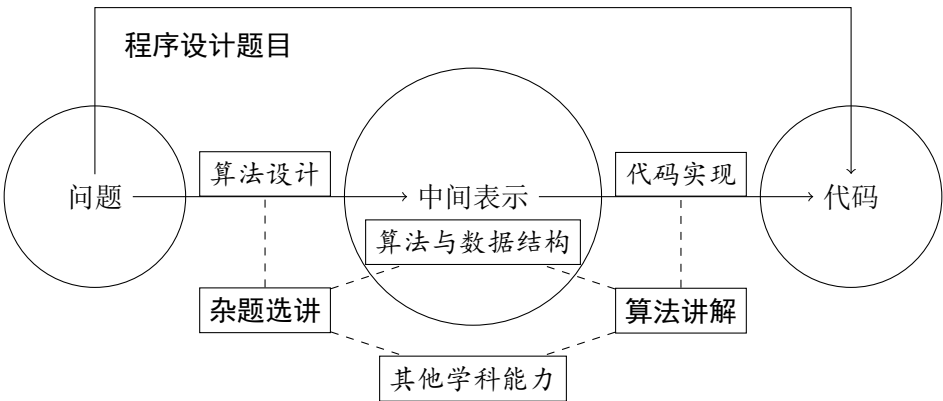 程序设计题目
算法设计
代码实现
问题
中间表示
代码
算法与数据结构
杂题选讲
算法讲解
其他学科能力